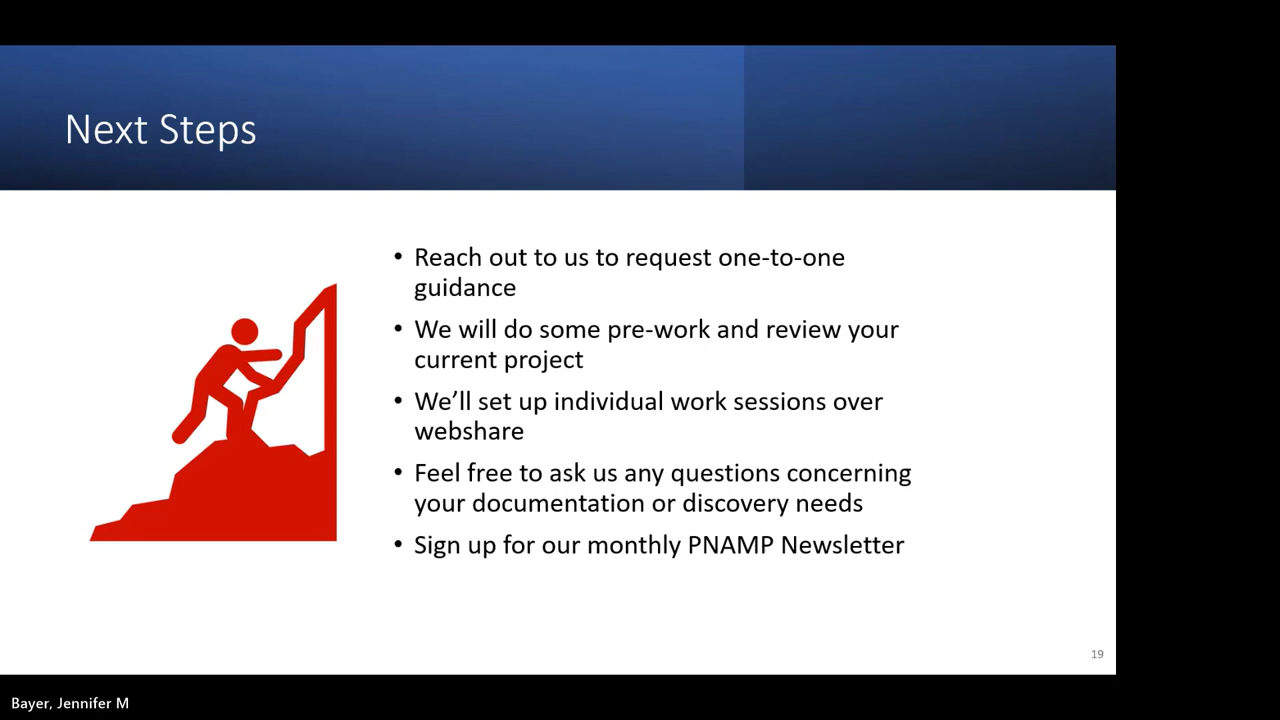 Next Steps
• Reach out to us to request one-to-one
guidance
• We will do some pre-work and review your
current project
• We’ll set up individual work sessions over
webshare
• Feel free to ask us any questions concerning
your documentation or discovery needs
• Sign up for our monthly PNAMP Newsletter
19
Bayer, Jennifer M